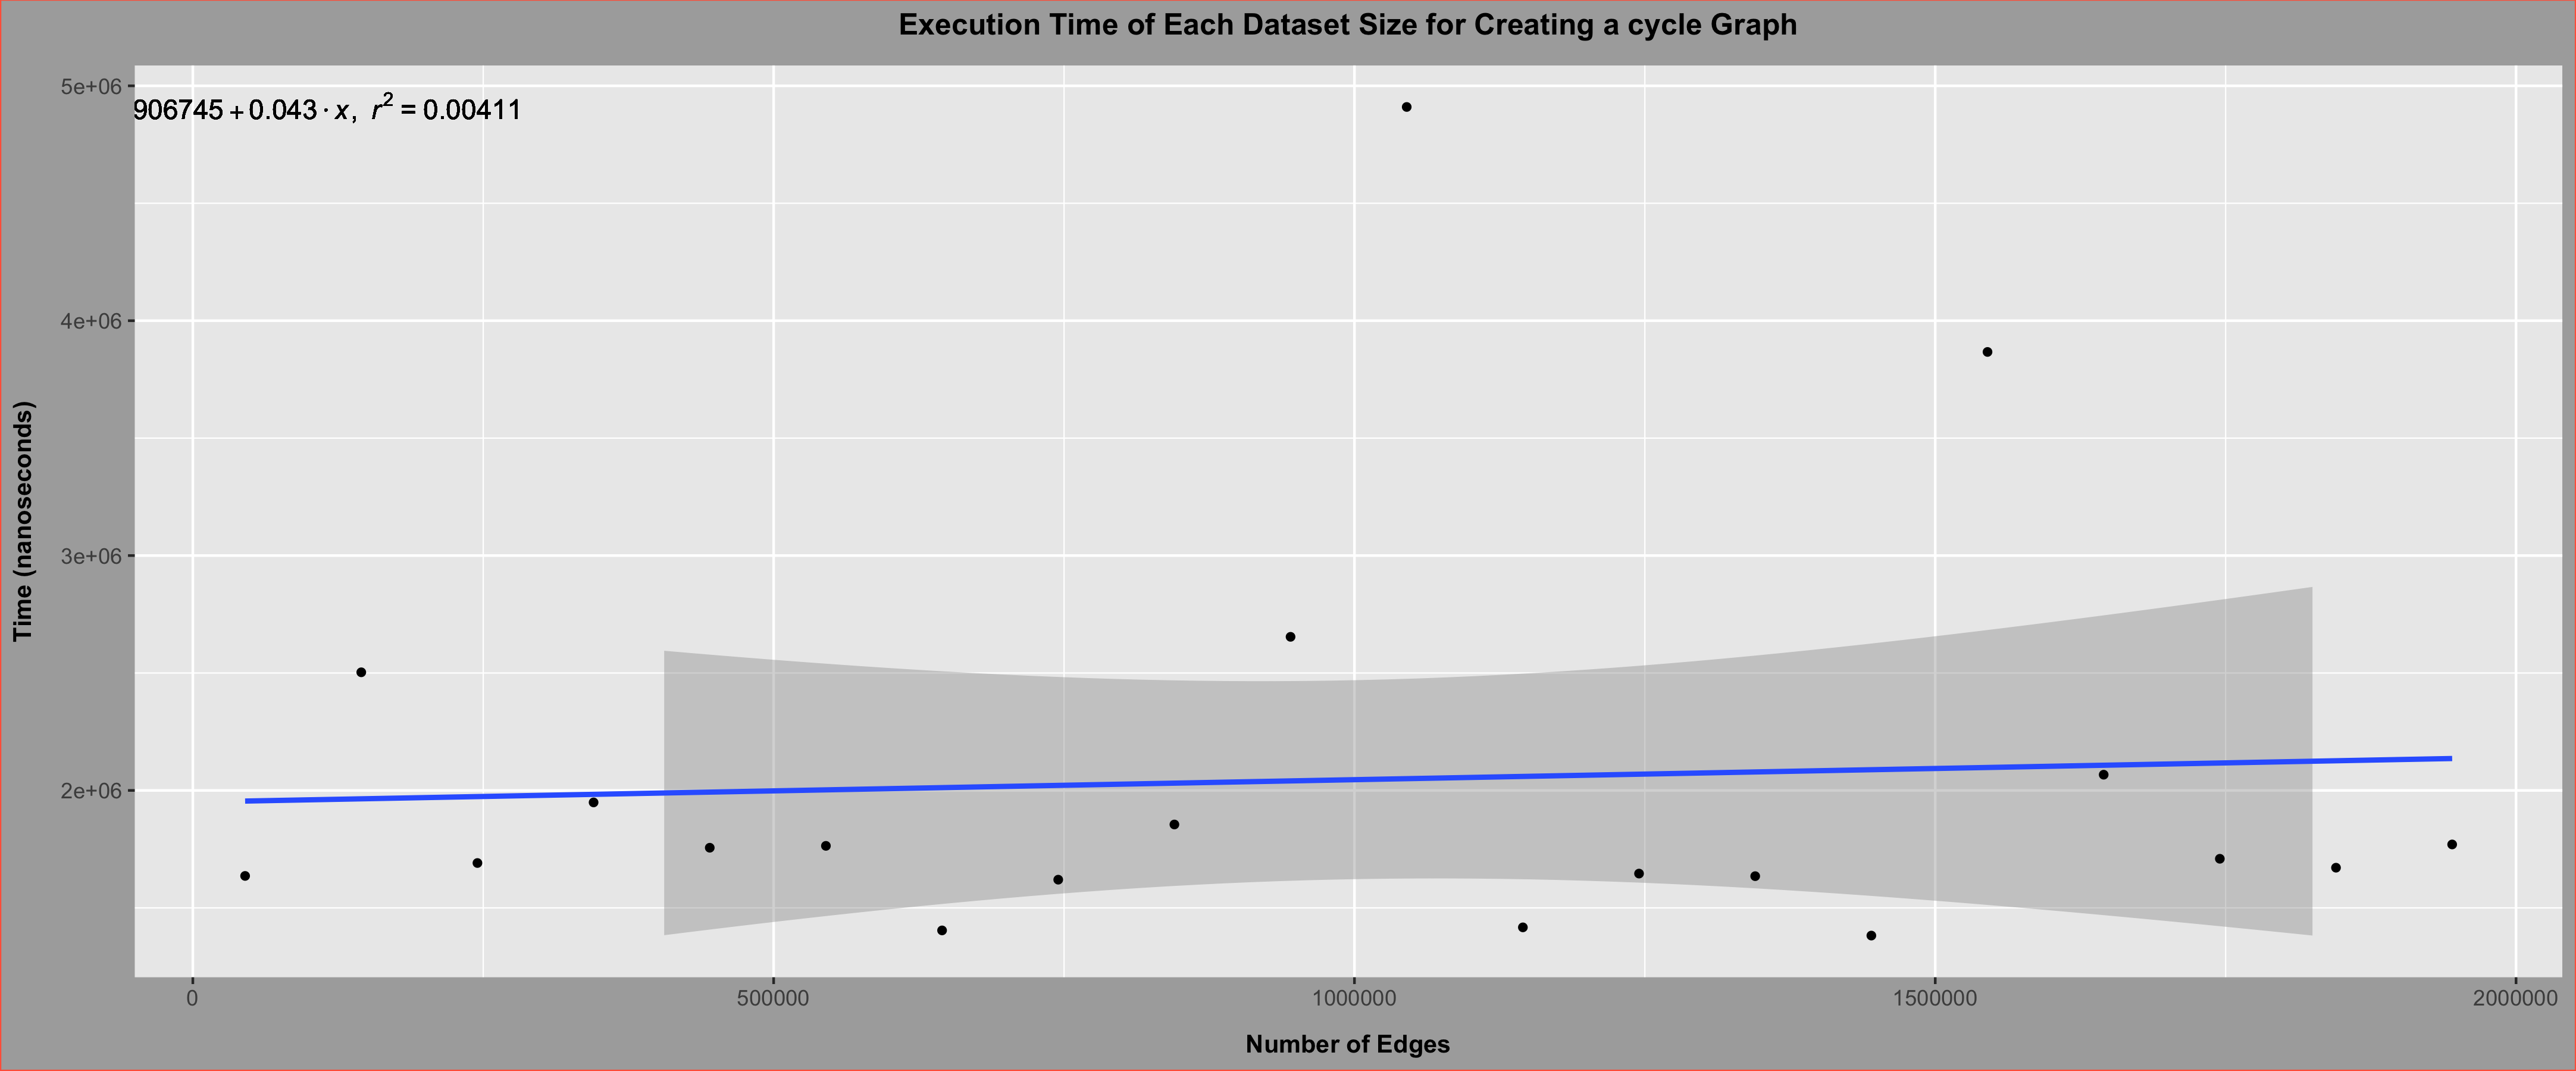 Execution Time of Each Dataset Size for Creating a cycle Graph
5e+06
906745 + 0.043 · x, r² = 0.00411
4e+06
3e+06
2e+06
Time (nanoseconds)
0 500000 1000000 1500000 2000000
Number of Edges